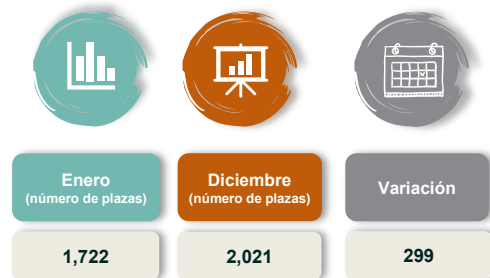 Enero
(número de plazas)
Diciembre
(número de plazas)
Variación
1,722
2,021
299